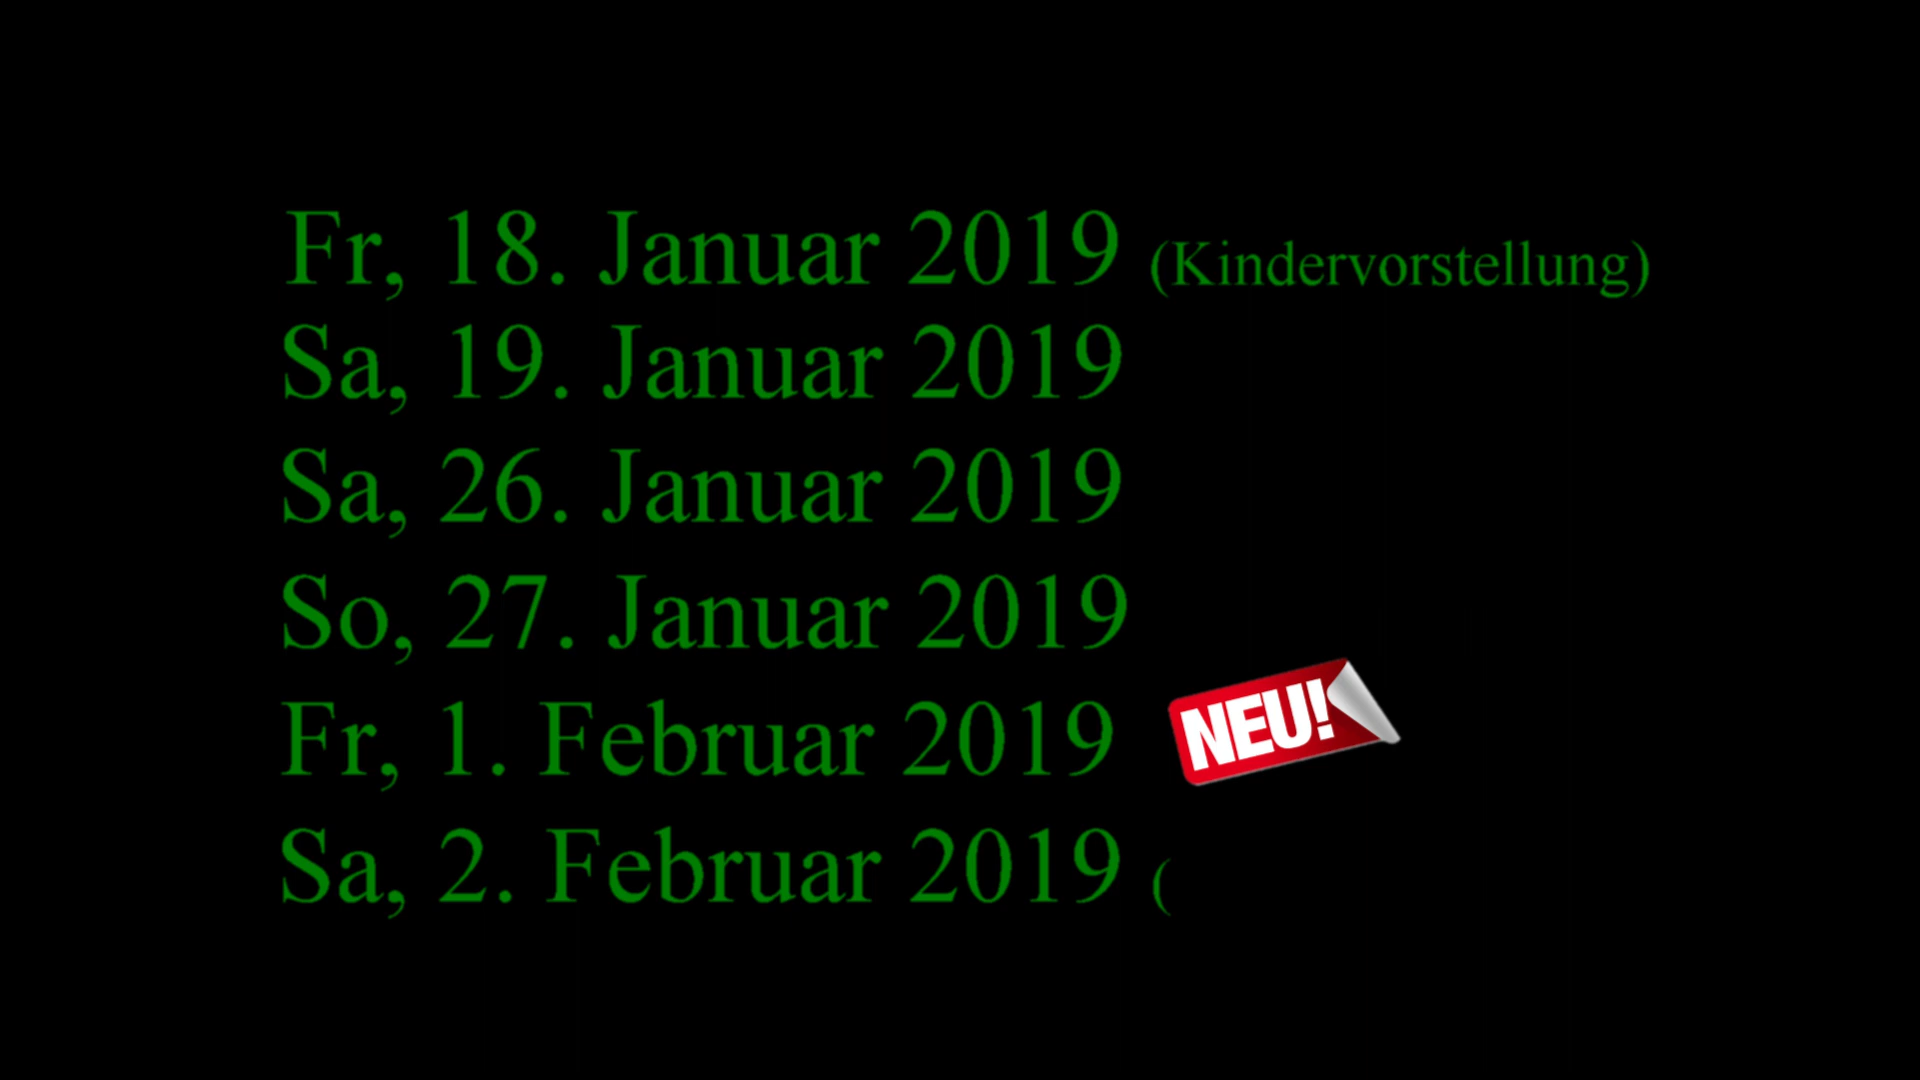 Fr, 18. Januar 2019 (Kindervorstellung)
Sa, 19. Januar 2019
Sa, 26. Januar 2019
So, 27. Januar 2019
Fr, 1. Februar 2019 NEU!
Sa, 2. Februar 2019 (